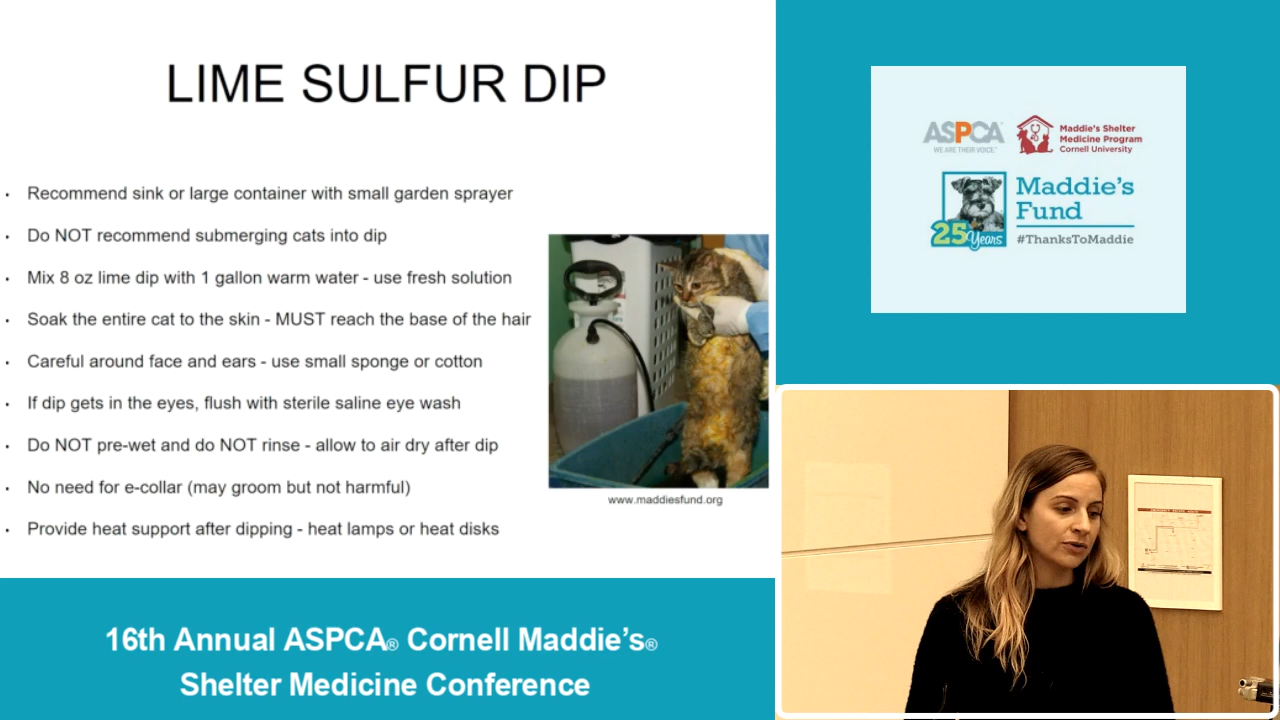 LIME SULFUR DIP
• Recommend sink or large container with small garden sprayer
• Do NOT recommend submerging cats into dip
• Mix 8 oz lime dip with 1 gallon warm water - use fresh solution
• Soak the entire cat to the skin - MUST reach the base of the hair
• Careful around face and ears - use small sponge or cotton
• If dip gets in the eyes, flush with sterile saline eye wash
• Do NOT pre-wet and do NOT rinse - allow to air dry after dip
• No need for e-collar (may groom but not harmful)
• Provide heat support after dipping - heat lamps or heat disks
www.maddiesfund.org
16th Annual ASPCA® Cornell Maddie's®
Shelter Medicine Conference
ASPCA
WE ARE THEIR VOICE.
Maddie's Shelter
Medicine Program
Cornell University
Maddie's
Fund
25 Years
#ThanksToMaddie